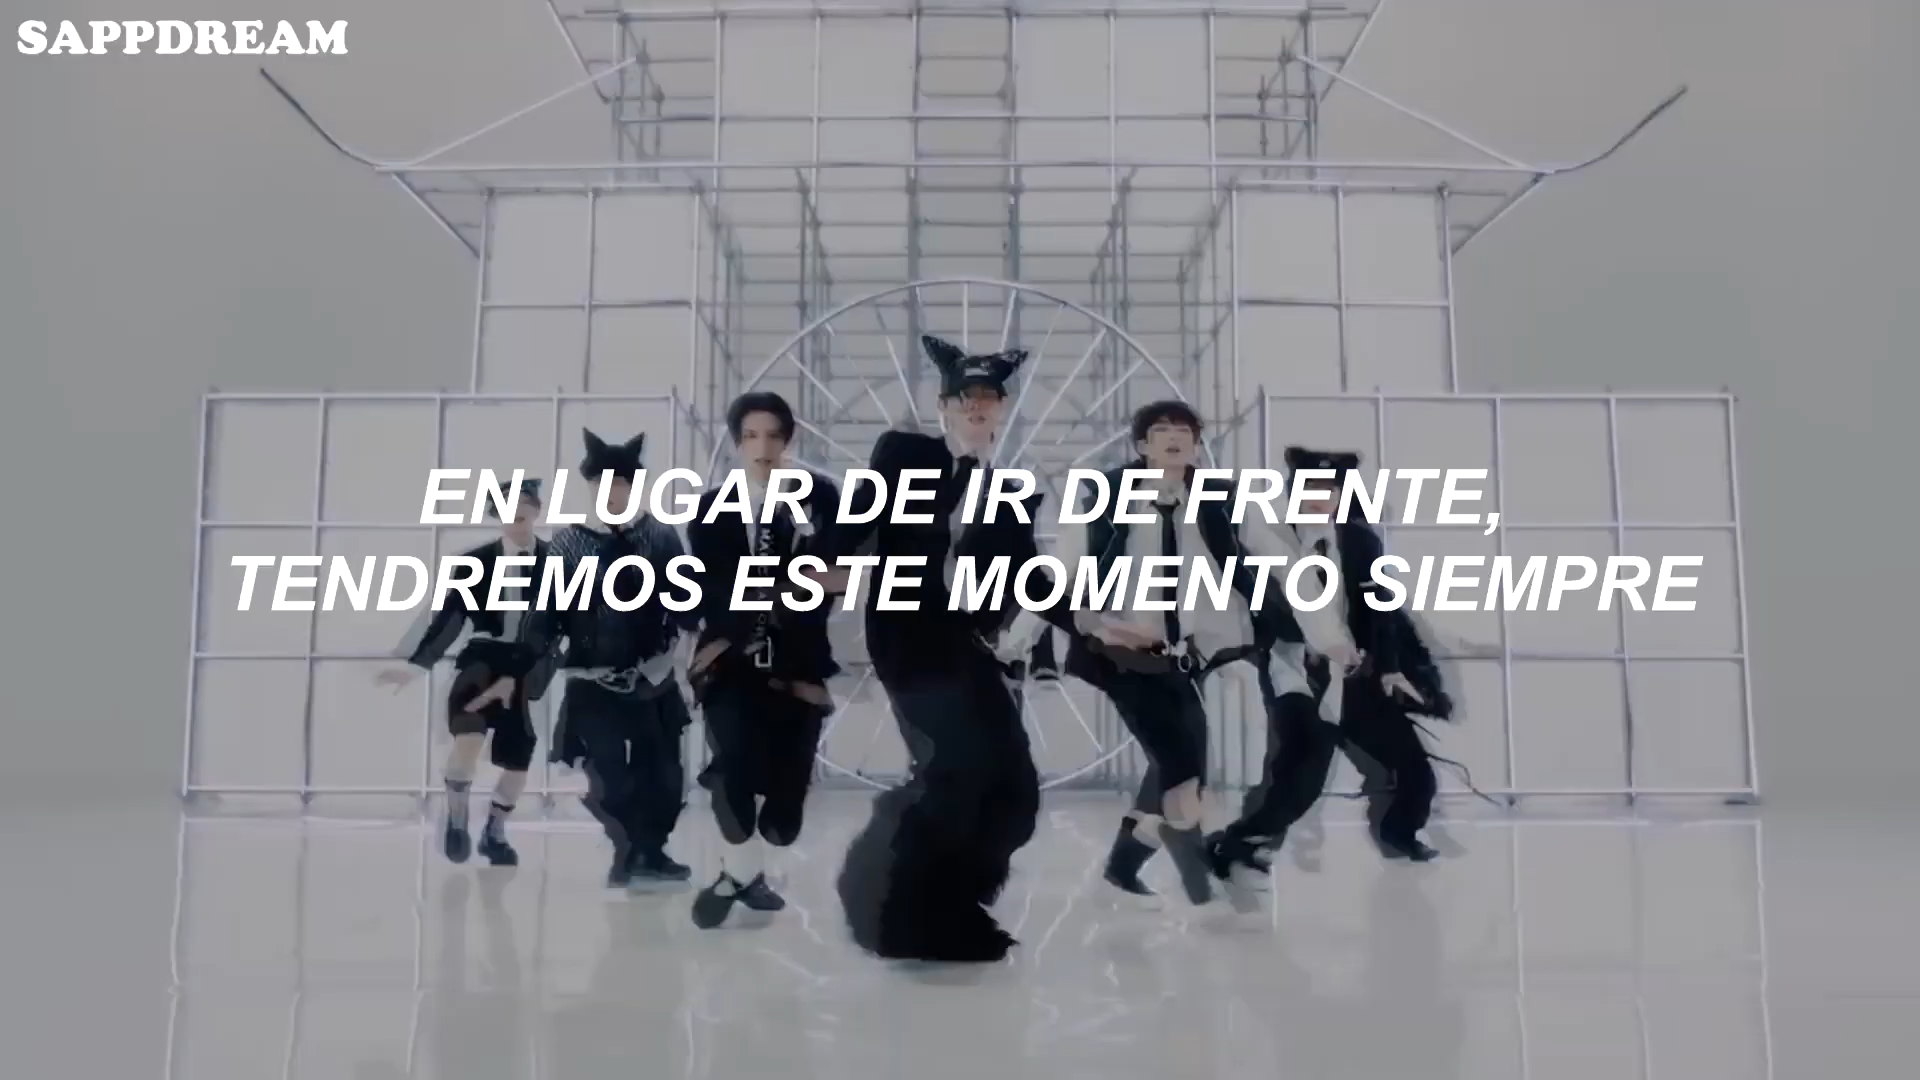 SAPPDREAM
EN LUGAR DE IR DE FRENTE,
TENDREMOS ESTE MOMENTO SIEMPRE